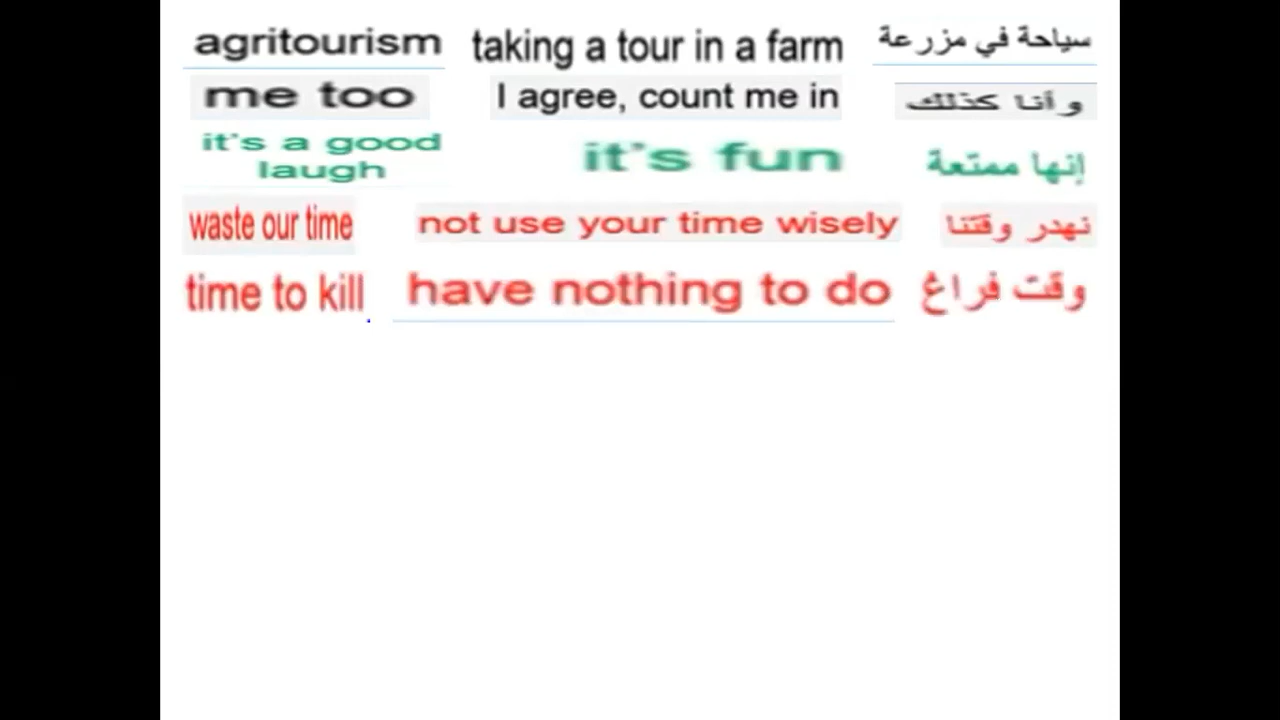 agritourism taking a tour in a farm سياحة في مزرعة
me too I agree, count me in وأنا كذلك
it's a good laugh it's fun إنها ممتعة
waste our time not use your time wisely نهدر وقتنا
time to kill have nothing to do وقت فراغ